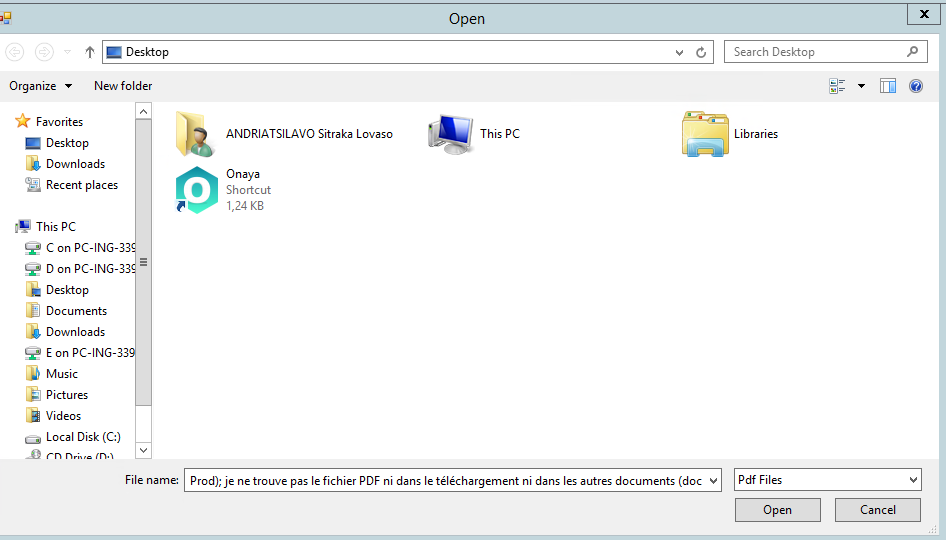 Open
x
Desktop
Search Desktop
Organize
New folder
Favorites
Desktop
Downloads
Recent places
This PC
C on PC-ING-339
D on PC-ING-339
Desktop
Documents
Downloads
E on PC-ING-339
Music
Pictures
Videos
Local Disk (C:)
CD Drive (D:)
ANDRIATSILAVO Sitraka Lovaso
This PC
Libraries
Onaya
Shortcut
1,24 KB
File name:
Prod); je ne trouve pas le fichier PDF ni dans le téléchargement ni dans les autres documents (doc
Pdf Files
Open
Cancel